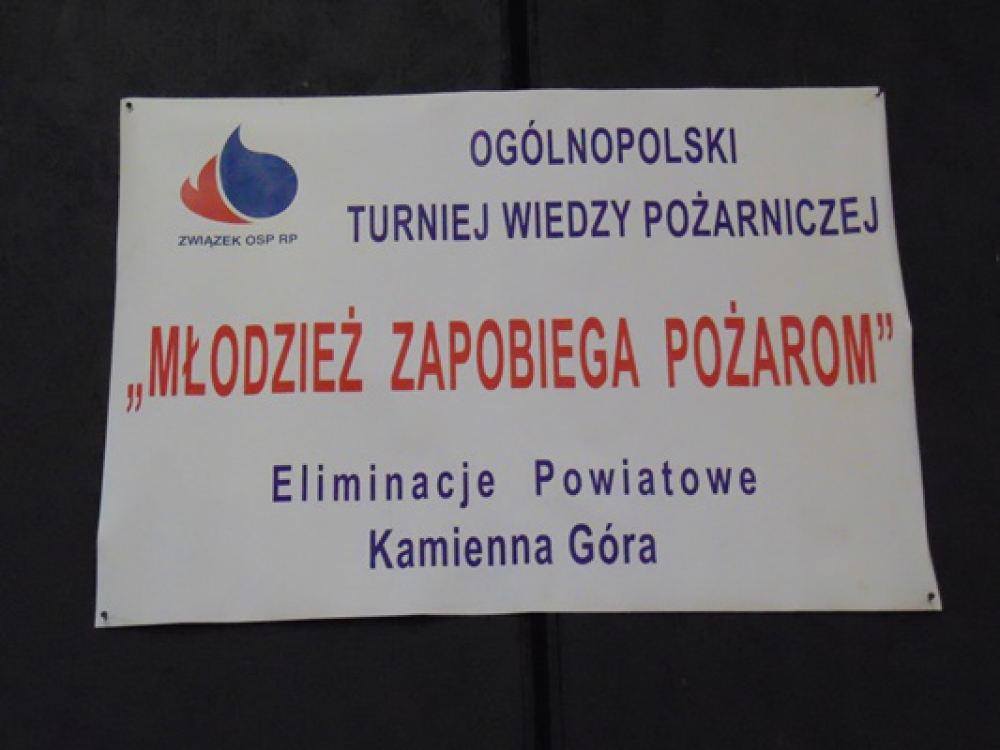 ZWIĄZEK OSP RP
OGÓLNOPOLSKI
TURNIEJ WIEDZY POŻARNICZEJ
„MŁODZIEŻ ZAPOBIEGA POŻAROM”
Eliminacje Powiatowe
Kamienna Góra